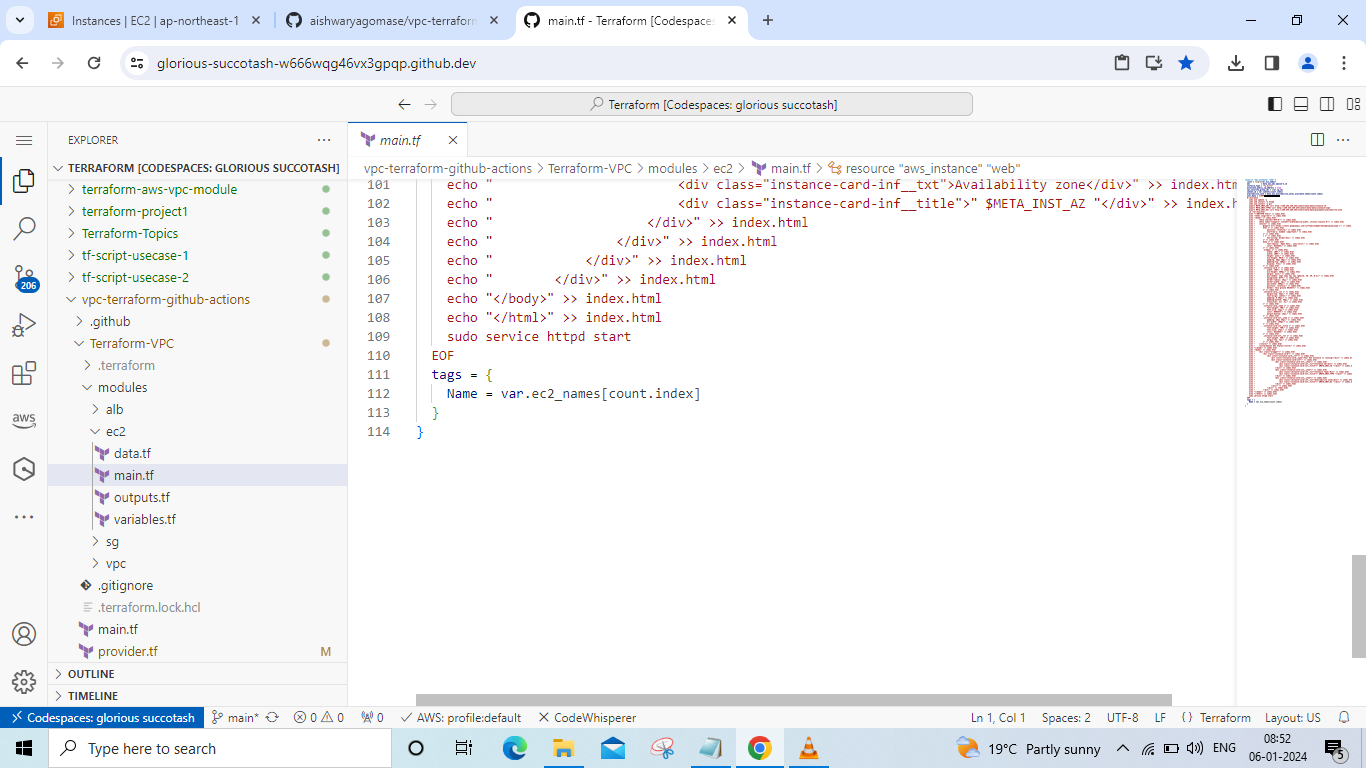 Instances | EC2 | ap-northeast-1
aishwaryagomase/vpc-terraform
main.tf - Terraform [Codespaces
glorious-succotash-w666wqg46vx3gpqp.github.dev
Terraform [Codespaces: glorious succotash]
EXPLORER
main.tf
TERRAFORM [CODESPACES: GLORIOUS SUCCOTASH]
terraform-aws-vpc-module
terraform-project1
Terraform-Topics
tf-script-usecase-1
tf-script-usecase-2
vpc-terraform-github-actions
.github
Terraform-VPC
.terraform
modules
alb
ec2
data.tf
main.tf
outputs.tf
variables.tf
sg
vpc
.gitignore
.terraform.lock.hcl
main.tf
provider.tf M
OUTLINE
TIMELINE
206
aws
vpc-terraform-github-actions > Terraform-VPC > modules > ec2 > main.tf > resource "aws_instance" "web"
101 echo " <div class="instance-card-inf__txt">Availability zone</div>" >> index.htm
102 echo " <div class="instance-card-inf__title">" $META_INST_AZ "</div>" >> index.h
103 echo " </div>" >> index.html
104 echo " </div>" >> index.html
105 echo " </div>" >> index.html
106 echo " </div>" >> index.html
107 echo "</body>" >> index.html
108 echo "</html>" >> index.html
109 sudo service httpd start
110 EOF
111 tags = {
112 Name = var.ec2_names[count.index]
113 }
114 }
Codespaces: glorious succotash main* 0 0 0 AWS: profile:default CodeWhisperer Ln 1, Col 1 Spaces: 2 UTF-8 LF {} Terraform Layout: US
Type here to search
19°C Partly sunny
ENG
08:52
06-01-2024
5